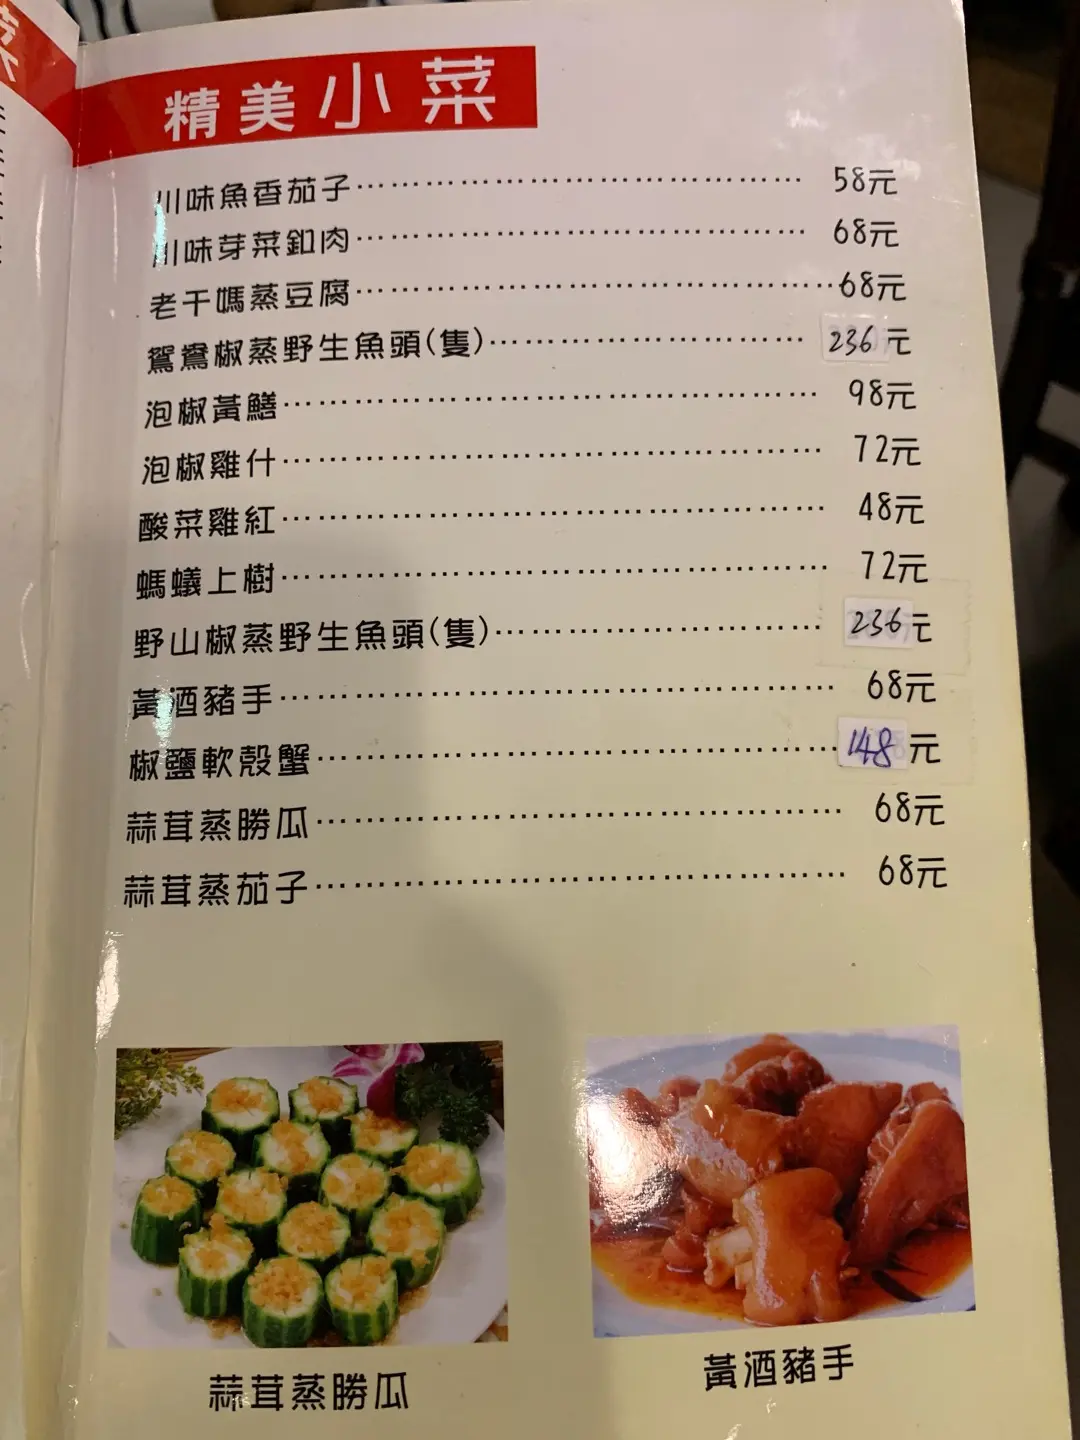 精美小菜
川味魚香茄子 58元
川味芽菜釦肉 68元
老干媽蒸豆腐 68元
鴛鴦椒蒸野生魚頭(隻) 236元
泡椒黃鱔 98元
泡椒雞什 72元
酸菜雞紅 48元
螞蟻上樹 72元
野山椒蒸野生魚頭(隻) 236元
黃酒豬手 68元
椒鹽軟殼蟹 148元
蒜茸蒸勝瓜 68元
蒜茸蒸茄子 68元
蒜茸蒸勝瓜
黃酒豬手